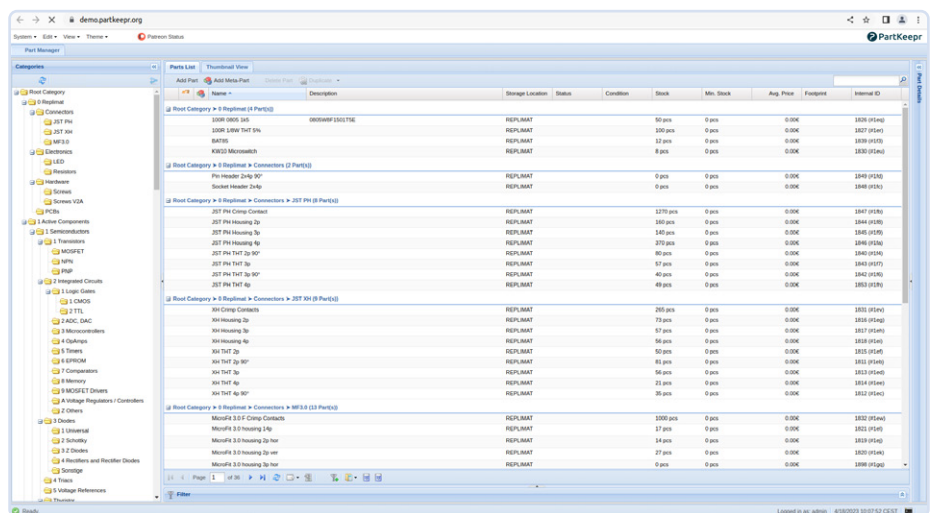 demo.partkeepr.org
System Edit View Theme Patreon Status
PartKeepr
Part Manager
Categories
Root Category
0 Replimat
Connectors
JST PH
JST XH
MF3.0
Electronics
LED
Resistors
Hardware
Screws
Screws V2A
PCBs
1 Active Components
1 Semiconductors
1 Transistors
MOSFET
NPN
PNP
2 Integrated Circuits
1 Logic Gates
1 CMOS
2 TTL
2 ADC, DAC
3 Microcontrollers
4 OpAmps
5 Timers
6 EPROM
7 Comparators
8 Memory
9 MOSFET Drivers
A Voltage Regulators / Controllers
Z Others
3 Diodes
1 Universal
2 Schottky
3 Z Diodes
4 Rectifiers and Rectifier Diodes
Sonstige
4 Triacs
5 Voltage References
Parts List Thumbnail View
Add Part Add Meta-Part Delete Part Duplicate
Name Description Storage Location Status Condition Stock Min. Stock Avg. Price Footprint Internal ID
Root Category ➤ 0 Replimat (4 Part(s))
100R 0805 1k5 0805W8F1501T5E REPLIMAT 50 pcs 0 pcs 0.00€ 1826 (#1eq)
100R 1/8W THT 5% REPLIMAT 100 pcs 0 pcs 0.00€ 1827 (#1er)
BAT85 REPLIMAT 12 pcs 0 pcs 0.00€ 1839 (#1f3)
KW10 Microswitch REPLIMAT 8 pcs 0 pcs 0.00€ 1830 (#1eu)
Root Category ➤ 0 Replimat ➤ Connectors (2 Part(s))
Pin Header 2x4p 90° REPLIMAT 0 pcs 0 pcs 0.00€ 1849 (#1fd)
Socket Header 2x4p REPLIMAT 0 pcs 0 pcs 0.00€ 1848 (#1fc)
Root Category ➤ 0 Replimat ➤ Connectors ➤ JST PH (8 Part(s))
JST PH Crimp Contact REPLIMAT 1270 pcs 0 pcs 0.00€ 1847 (#1fb)
JST PH Housing 2p REPLIMAT 160 pcs 0 pcs 0.00€ 1844 (#1f8)
JST PH Housing 3p REPLIMAT 140 pcs 0 pcs 0.00€ 1845 (#1f9)
JST PH Housing 4p REPLIMAT 370 pcs 0 pcs 0.00€ 1846 (#1fa)
JST PH THT 2p 90° REPLIMAT 80 pcs 0 pcs 0.00€ 1840 (#1f4)
JST PH THT 3p REPLIMAT 57 pcs 0 pcs 0.00€ 1843 (#1f7)
JST PH THT 3p 90° REPLIMAT 40 pcs 0 pcs 0.00€ 1842 (#1f6)
JST PH THT 4p REPLIMAT 49 pcs 0 pcs 0.00€ 1853 (#1fh)
Root Category ➤ 0 Replimat ➤ Connectors ➤ JST XH (9 Part(s))
XH Crimp Contacts REPLIMAT 265 pcs 0 pcs 0.00€ 1831 (#1ev)
XH Housing 2p REPLIMAT 73 pcs 0 pcs 0.00€ 1816 (#1eg)
XH Housing 3p REPLIMAT 57 pcs 0 pcs 0.00€ 1817 (#1eh)
XH Housing 4p REPLIMAT 56 pcs 0 pcs 0.00€ 1818 (#1ei)
XH THT 2p REPLIMAT 50 pcs 0 pcs 0.00€ 1815 (#1ef)
XH THT 2p 90° REPLIMAT 81 pcs 0 pcs 0.00€ 1811 (#1eb)
XH THT 3p REPLIMAT 56 pcs 0 pcs 0.00€ 1813 (#1ed)
XH THT 4p REPLIMAT 21 pcs 0 pcs 0.00€ 1814 (#1ee)
XH THT 4p 90° REPLIMAT 35 pcs 0 pcs 0.00€ 1812 (#1ec)
Root Category ➤ 0 Replimat ➤ Connectors ➤ MF3.0 (13 Part(s))
MicroFit 3.0 F Crimp Contacts REPLIMAT 1000 pcs 0 pcs 0.00€ 1832 (#1ew)
MicroFit 3.0 housing 14p REPLIMAT 17 pcs 0 pcs 0.00€ 1821 (#1el)
MicroFit 3.0 housing 2p hor REPLIMAT 14 pcs 0 pcs 0.00€ 1819 (#1ej)
MicroFit 3.0 housing 2p ver REPLIMAT 27 pcs 0 pcs 0.00€ 1820 (#1ek)
MicroFit 3.0 housing 3p hor REPLIMAT 0 pcs 0 pcs 0.00€ 1898 (#1gq)
Page 1 of 36
Filter
Part Details
Ready. Logged in as: admin 4/18/2023 10:07:52 CEST